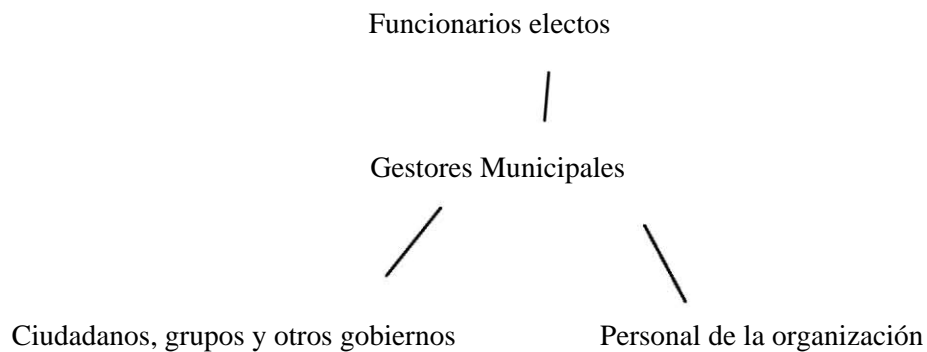 Funcionarios electos
Gestores Municipales
Ciudadanos, grupos y otros gobiernos
Personal de la organización